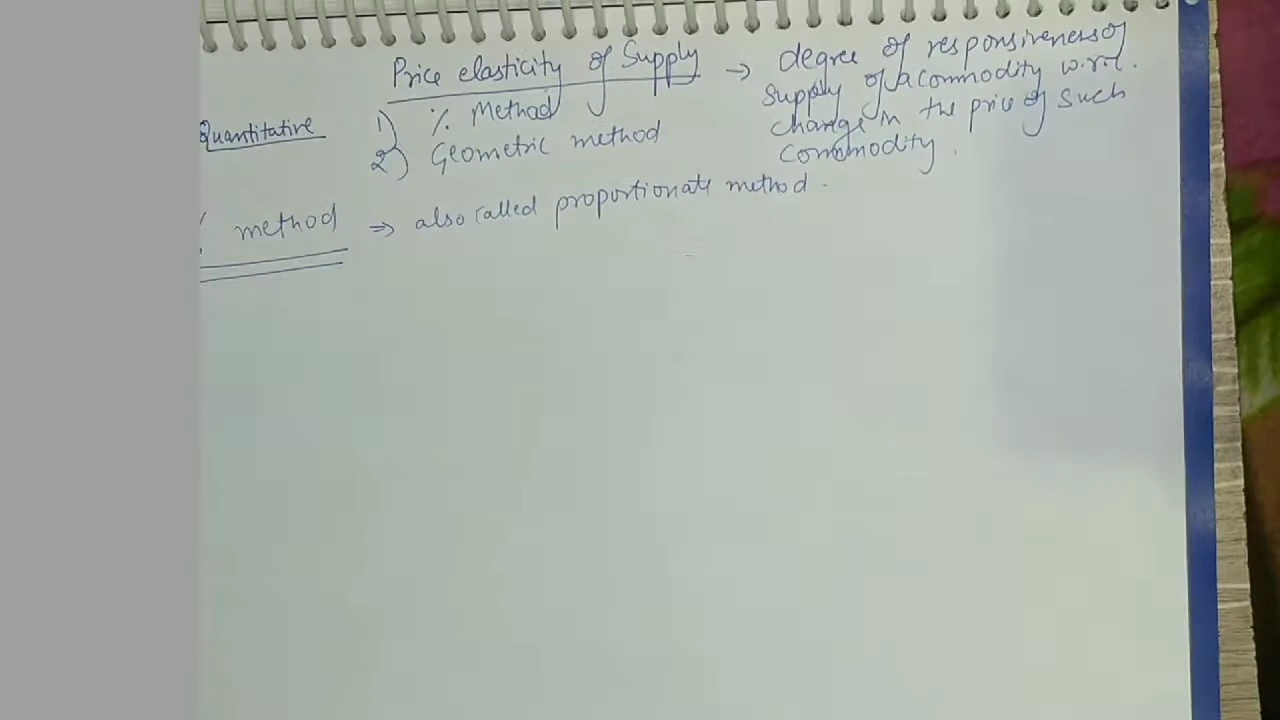 Price elasticity of Supply → degree of responsiveness of
supply of a commodity w.r.t.
change in the price of such
commodity.
Quantitative
1) % Method
2) Geometric method
% method ⇒ also called proportionate method.